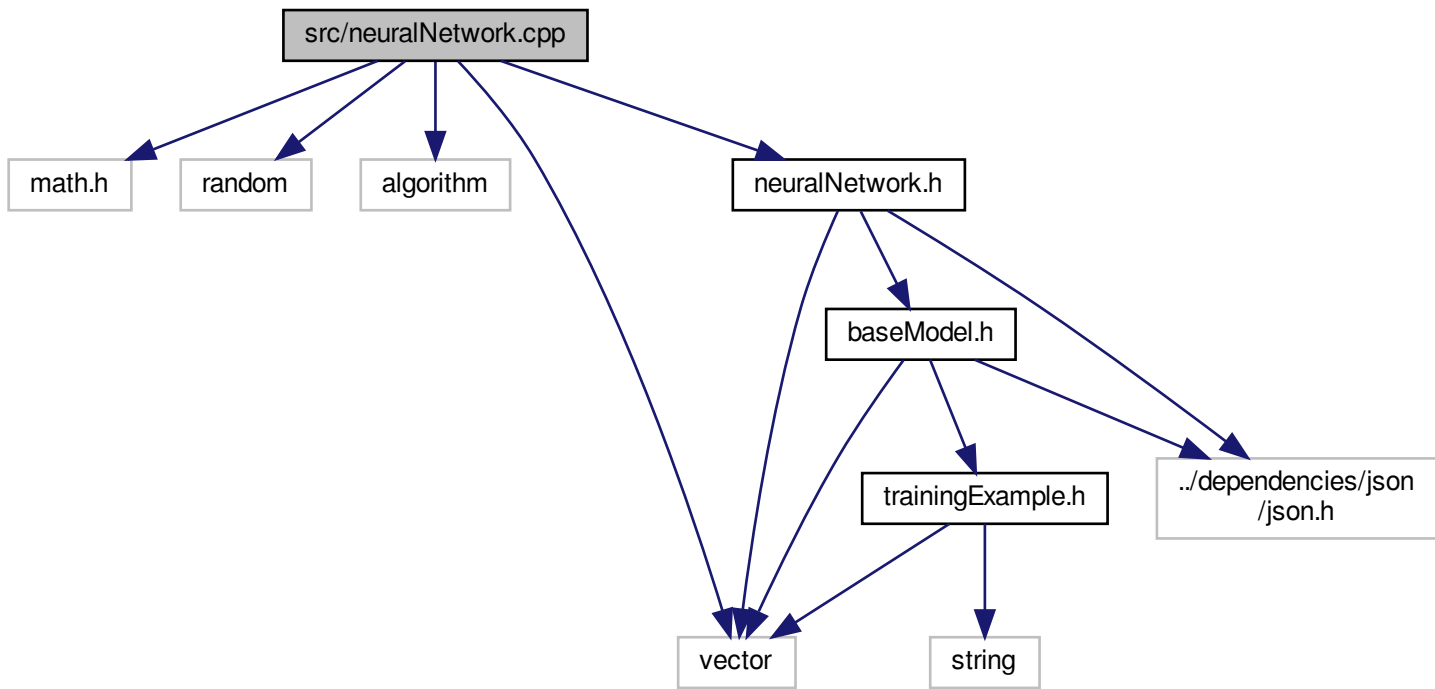 src/neuralNetwork.cpp
math.h
random
algorithm
neuralNetwork.h
baseModel.h
trainingExample.h
../dependencies/json
/json.h
vector
string